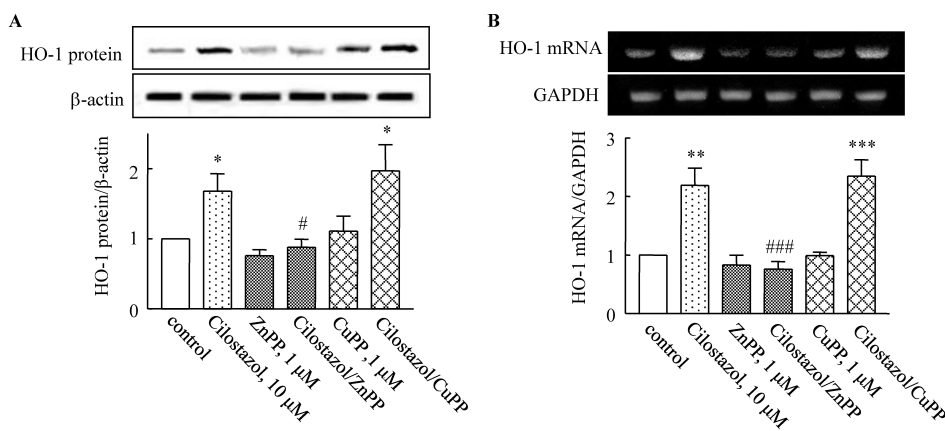 A
HO-1 protein
β-actin
HO-1 protein/β-actin
2
1
0
*
#
*
control
Cilostazol, 10 μM
ZnPP, 1 μM
Cilostazol/ZnPP
CuPP, 1 μM
Cilostazol/CuPP
B
HO-1 mRNA
GAPDH
HO-1 mRNA/GAPDH
3
2
1
0
**
###
***
control
Cilostazol, 10 μM
ZnPP, 1 μM
Cilostazol/ZnPP
CuPP, 1 μM
Cilostazol/CuPP